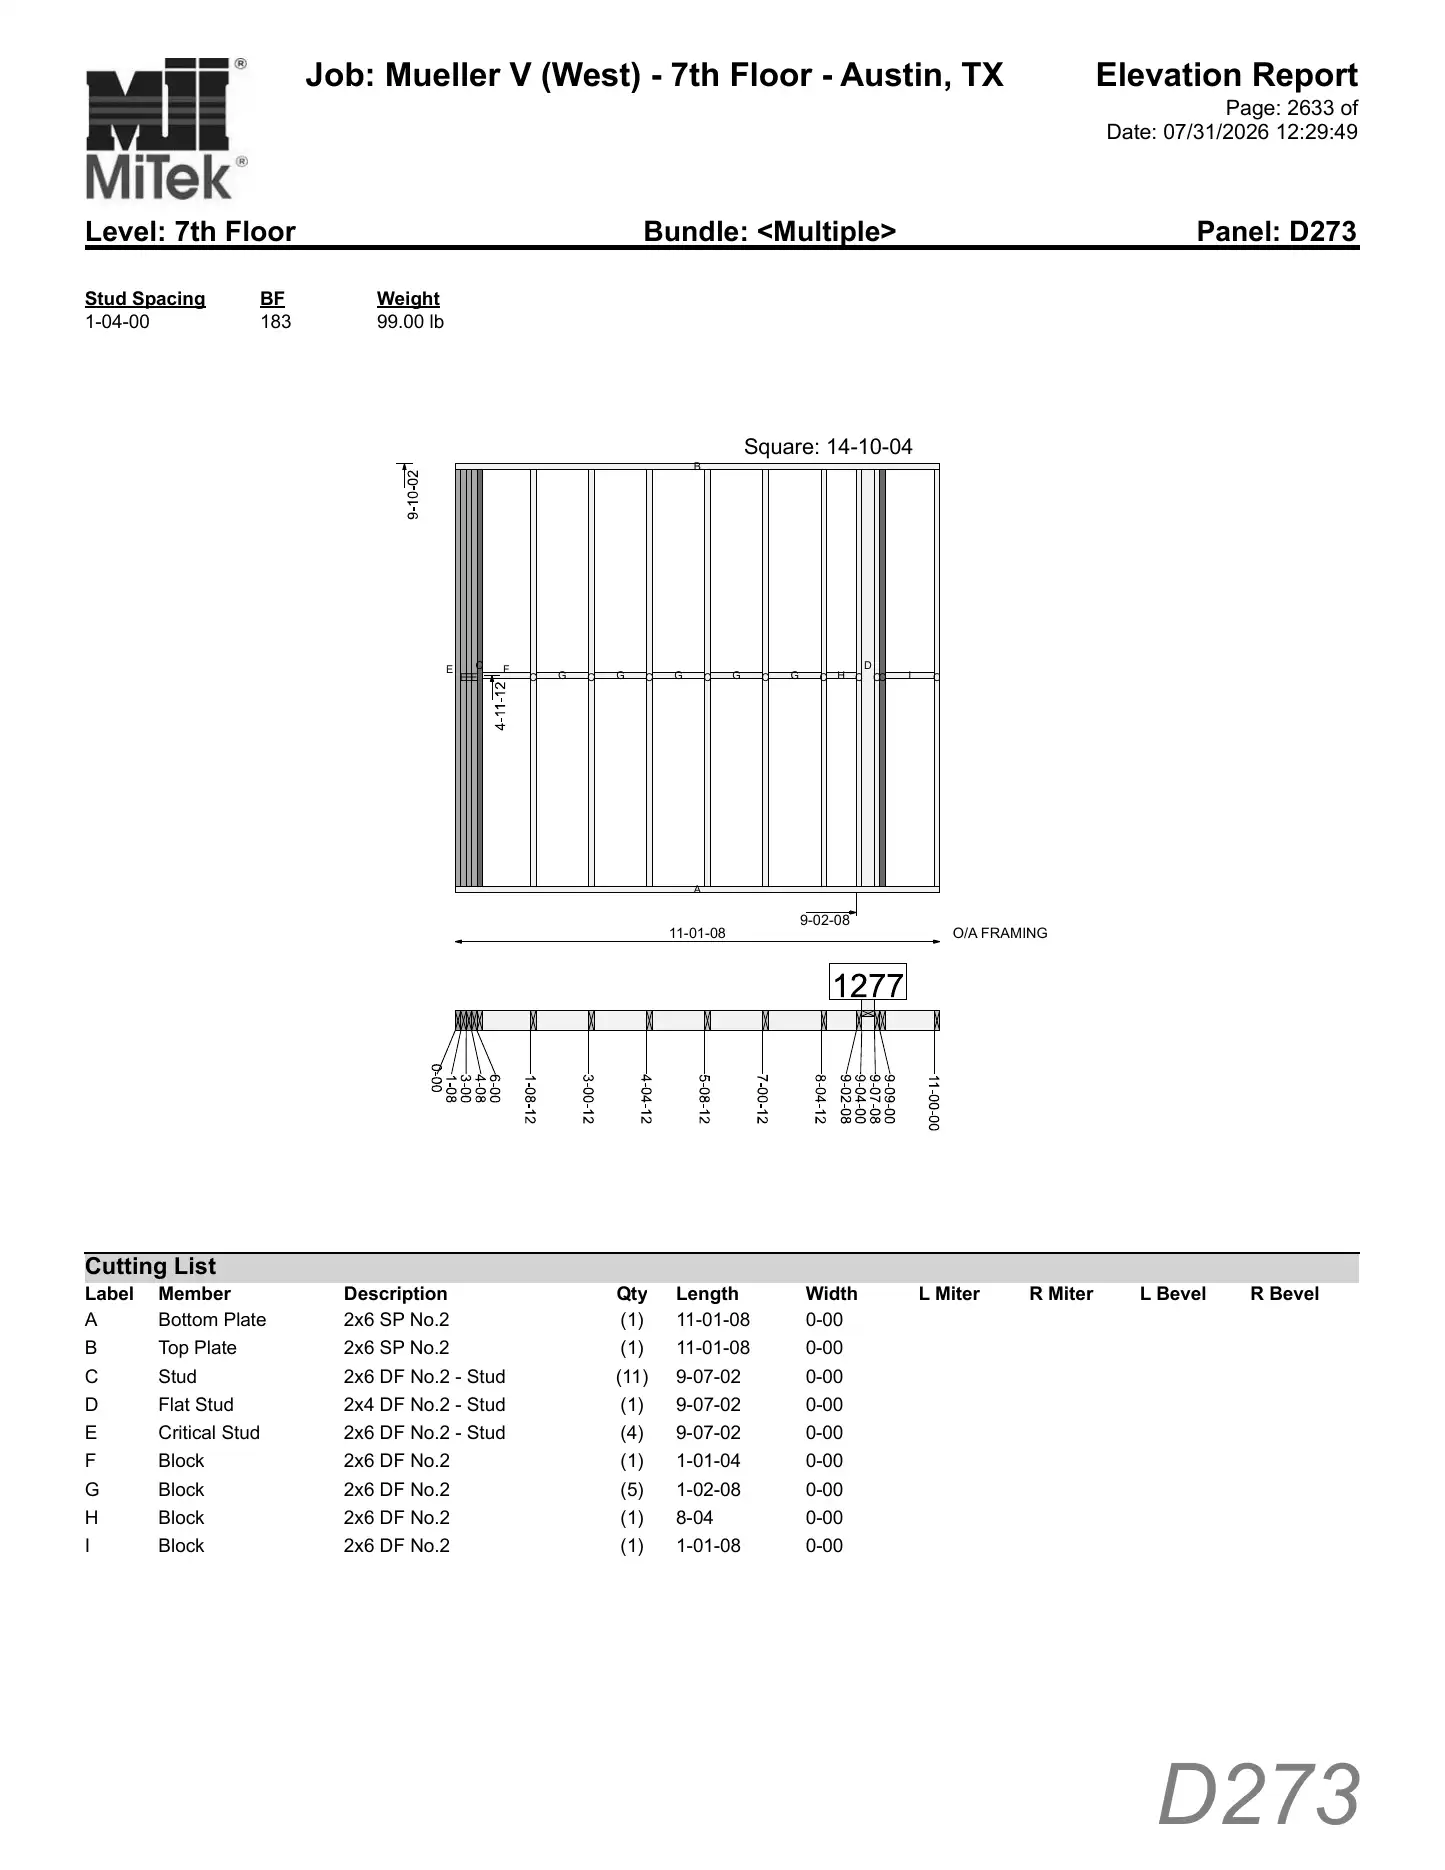 Job: Mueller V (West) - 7th Floor - Austin, TX
Elevation Report
Page: 2633 of
Date: 07/31/2026 12:29:49
MiTek®
Level: 7th Floor Bundle: <Multiple> Panel: D273
Stud Spacing BF Weight
1-04-00 183 99.00 lb
Square: 14-10-04
B
9-10-02
E C F G G G G G H D I
4-11-12
A
9-02-08
11-01-08 O/A FRAMING
1277
0-00 1-08 3-00 4-08 6-00 1-08-12 3-00-12 4-04-12 5-08-12 7-00-12 8-04-12 9-02-08 9-04-00 9-07-08 9-09-00 11-00-00
Cutting List
Label Member Description Qty Length Width L Miter R Miter L Bevel R Bevel
A Bottom Plate 2x6 SP No.2 (1) 11-01-08 0-00
B Top Plate 2x6 SP No.2 (1) 11-01-08 0-00
C Stud 2x6 DF No.2 - Stud (11) 9-07-02 0-00
D Flat Stud 2x4 DF No.2 - Stud (1) 9-07-02 0-00
E Critical Stud 2x6 DF No.2 - Stud (4) 9-07-02 0-00
F Block 2x6 DF No.2 (1) 1-01-04 0-00
G Block 2x6 DF No.2 (5) 1-02-08 0-00
H Block 2x6 DF No.2 (1) 8-04 0-00
I Block 2x6 DF No.2 (1) 1-01-08 0-00
D273